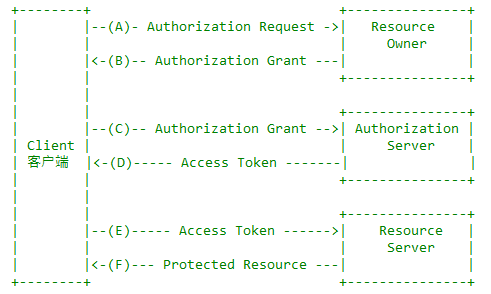 +--------+                               +---------------+
|        |--(A)- Authorization Request ->|   Resource    |
|        |                               |     Owner     |
|        |<-(B)-- Authorization Grant ---|               |
|        |                               +---------------+
|        |
|        |                               +---------------+
|        |--(C)-- Authorization Grant -->| Authorization |
| Client |                               |     Server    |
| 客户端 |<-(D)----- Access Token -------|               |
|        |                               +---------------+
|        |
|        |                               +---------------+
|        |--(E)----- Access Token ------>|    Resource   |
|        |                               |     Server    |
|        |<-(F)--- Protected Resource ---|               |
+--------+                               +---------------+